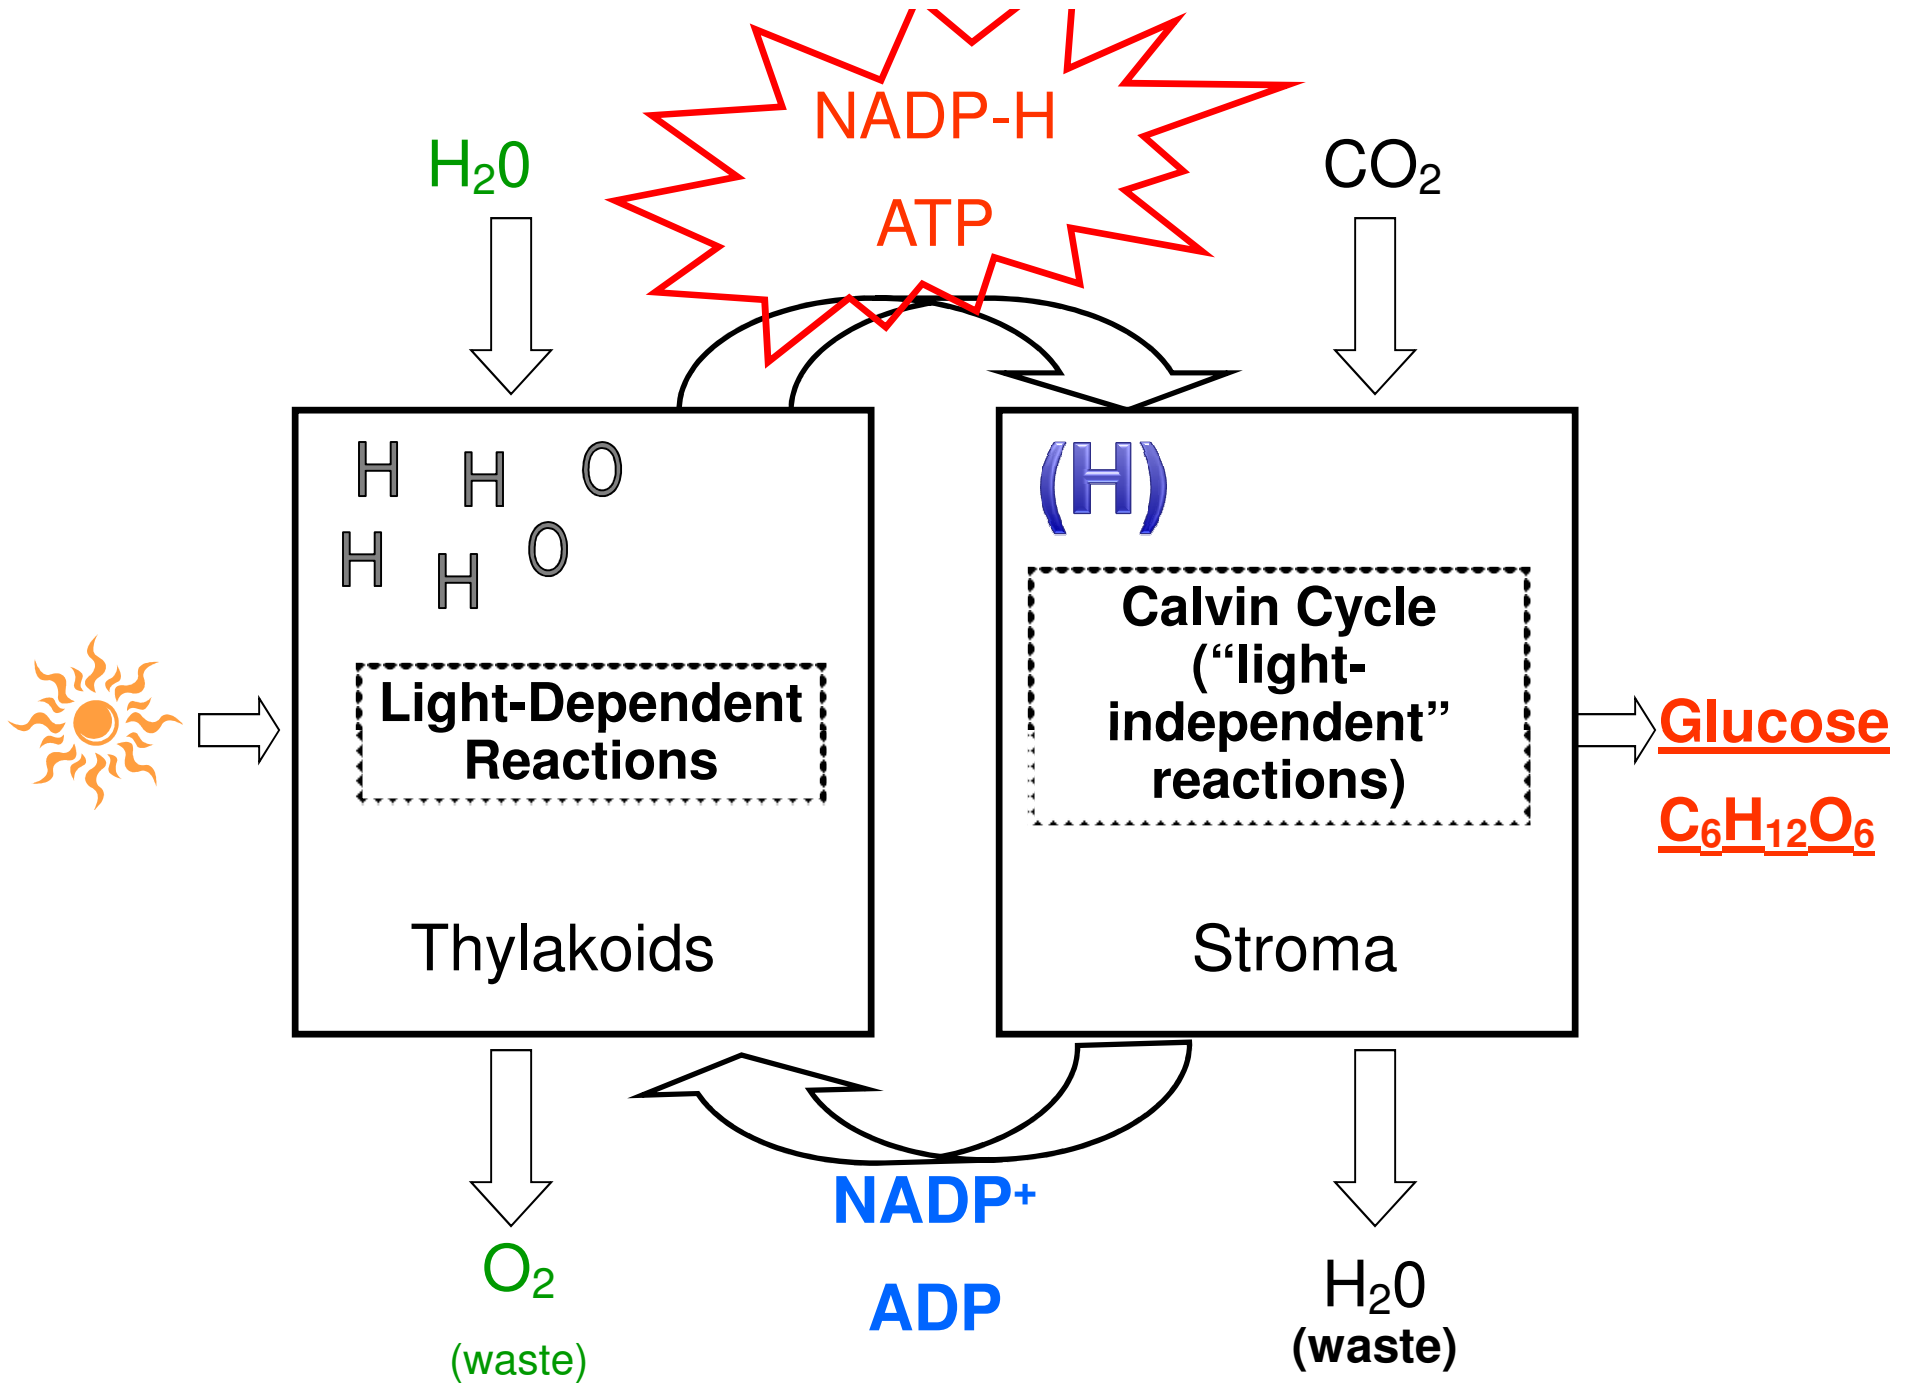 NADP-H
ATP
H₂0
CO₂
H H O
H H O
(H)
Light-Dependent
Reactions
Calvin Cycle
(“light-
independent”
reactions)
Glucose
C₆H₁₂O₆
Thylakoids
Stroma
NADP⁺
ADP
O₂
(waste)
H₂0
(waste)